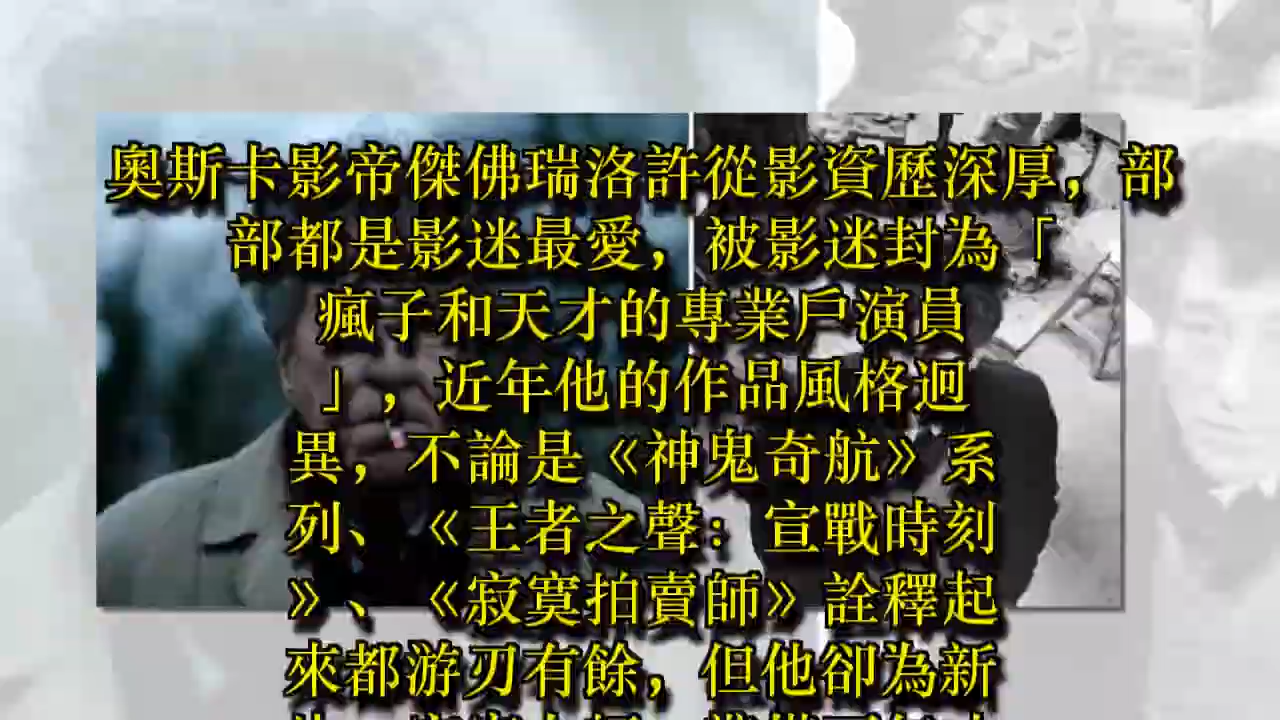 奧斯卡影帝傑佛瑞洛許從影資歷深厚，部
部都是影迷最愛，被影迷封為「
瘋子和天才的專業戶演員
」，近年他的作品風格迥
異，不論是《神鬼奇航》系
列、《王者之聲：宣戰時刻
》、《寂寞拍賣師》詮釋起
來都游刃有餘，但他卻為新